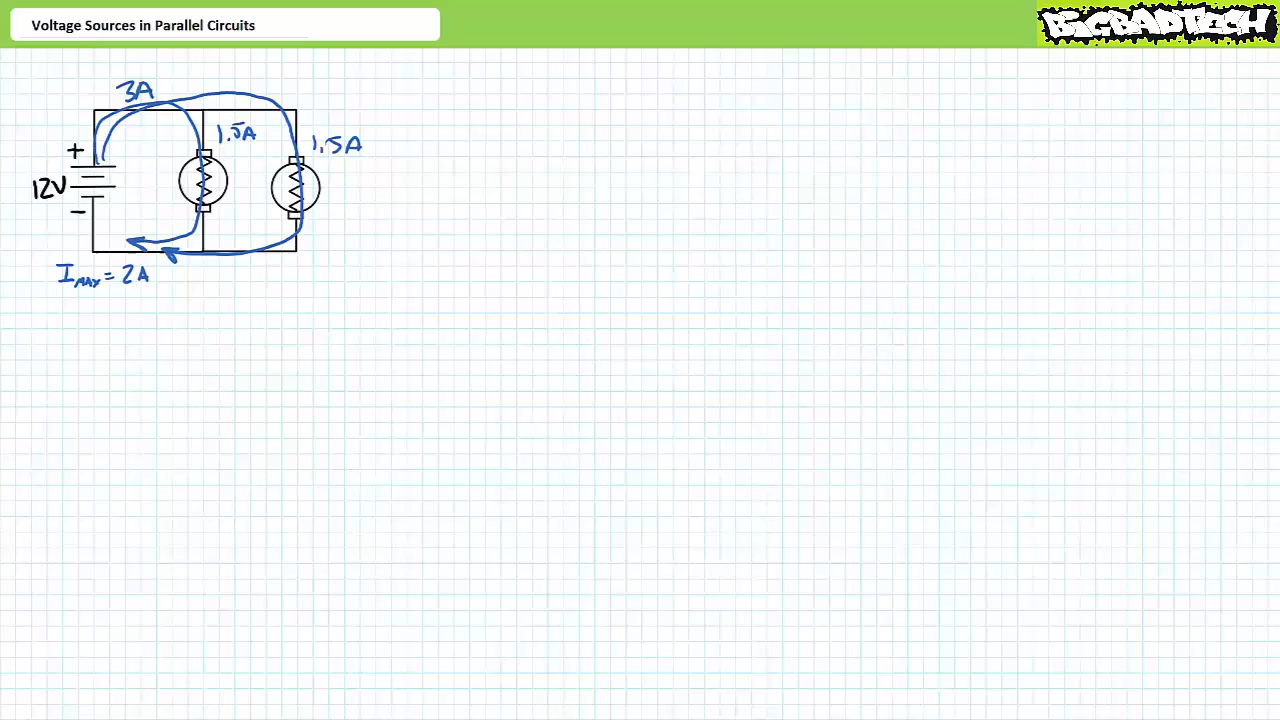 Voltage Sources in Parallel Circuits
BIGBADTECH
3A
1.5A
1.5A
+
12V
-
IMAX = 2A